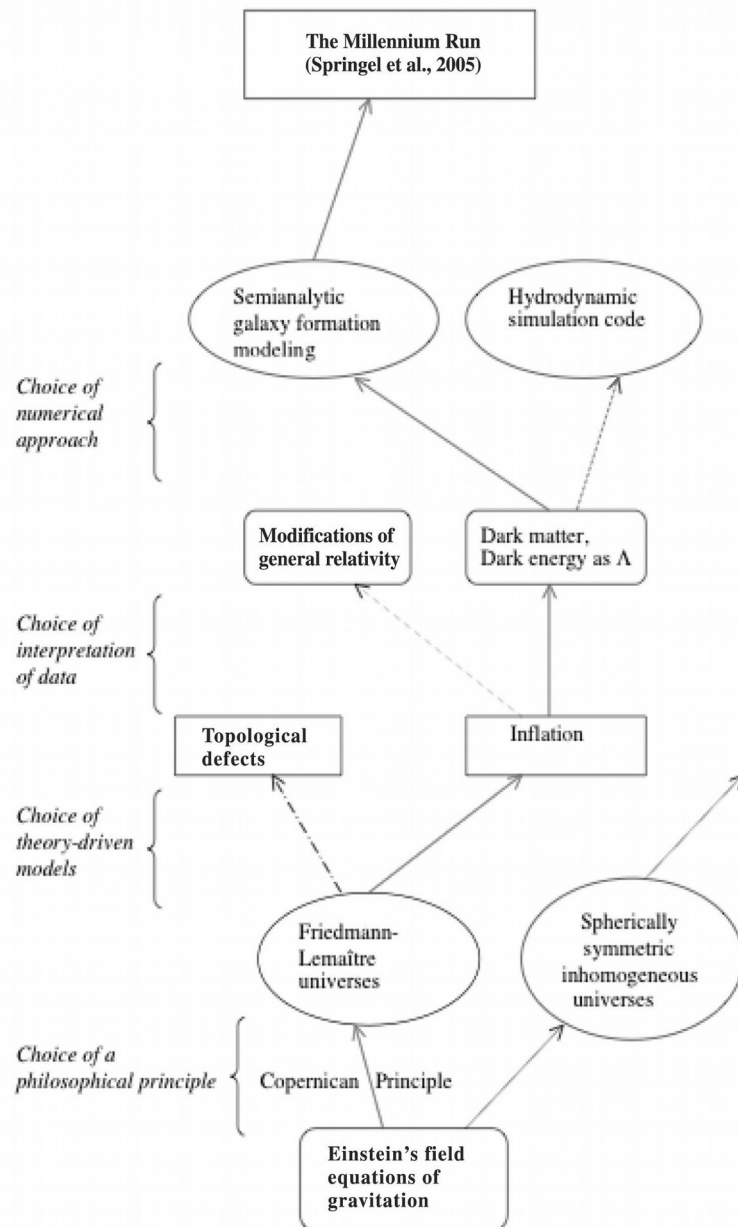 The Millennium Run
(Springel et al., 2005)
Semianalytic
galaxy formation
modeling
Hydrodynamic
simulation code
Choice of
numerical
approach
Modifications of
general relativity
Dark matter,
Dark energy as Λ
Choice of
interpretation
of data
Topological
defects
Inflation
Choice of
theory-driven
models
Friedmann-
Lemaître
universes
Spherically
symmetric
inhomogeneous
universes
Choice of a
philosophical principle
Copernican Principle
Einstein’s field
equations of
gravitation